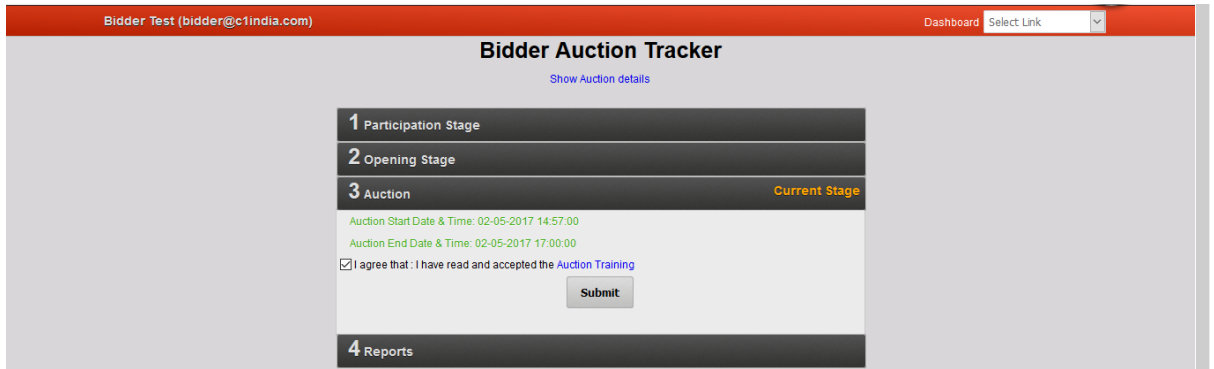 Bidder Test (bidder@c1india.com) Dashboard Select Link
Bidder Auction Tracker
Show Auction details
1 Participation Stage
2 Opening Stage
3 Auction Current Stage
Auction Start Date & Time: 02-05-2017 14:57:00
Auction End Date & Time: 02-05-2017 17:00:00
I agree that : I have read and accepted the Auction Training
Submit
4 Reports